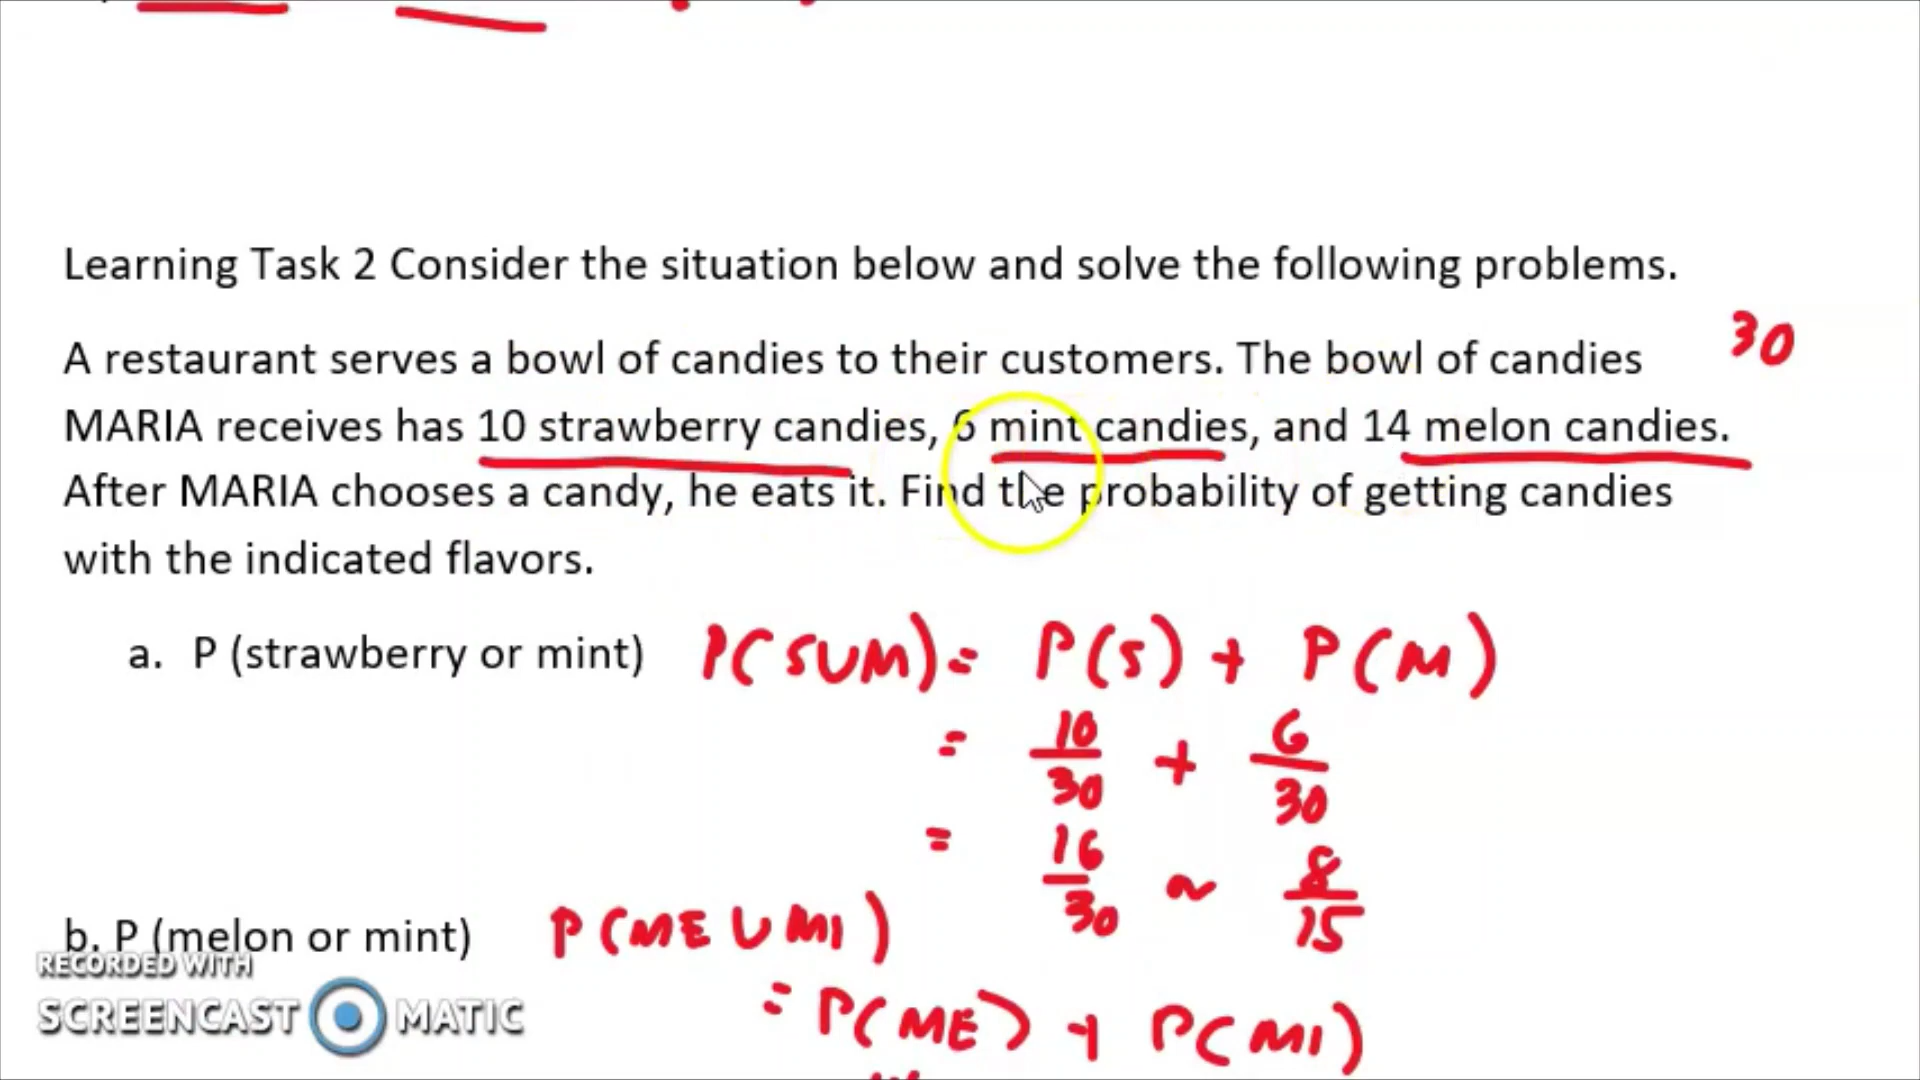 Learning Task 2 Consider the situation below and solve the following problems.
A restaurant serves a bowl of candies to their customers. The bowl of candies
30
MARIA receives has 10 strawberry candies, 6 mint candies, and 14 melon candies.
After MARIA chooses a candy, he eats it. Find the probability of getting candies
with the indicated flavors.
a. P (strawberry or mint) P(SUM) = P(S) + P(M)
= 10/30 + 6/30
= 16/30 ~ 8/15
b. P (melon or mint) P(ME U MI)
= P(ME) + P(MI)
RECORDED WITH
SCREENCAST MATIC